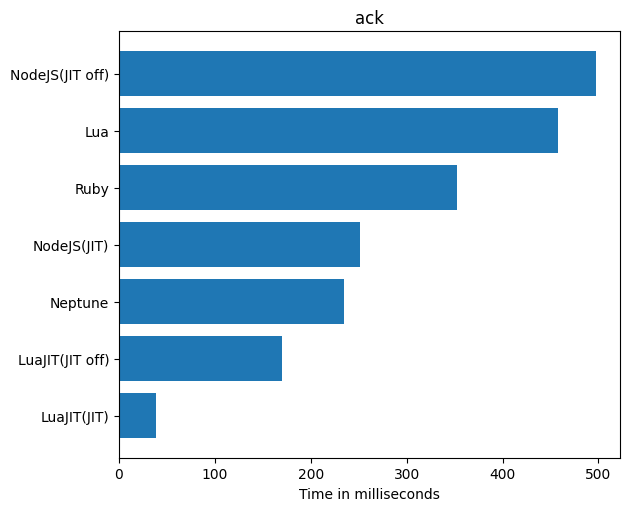 ack
NodeJS(JIT off)
Lua
Ruby
NodeJS(JIT)
Neptune
LuaJIT(JIT off)
LuaJIT(JIT)
0 100 200 300 400 500
Time in milliseconds